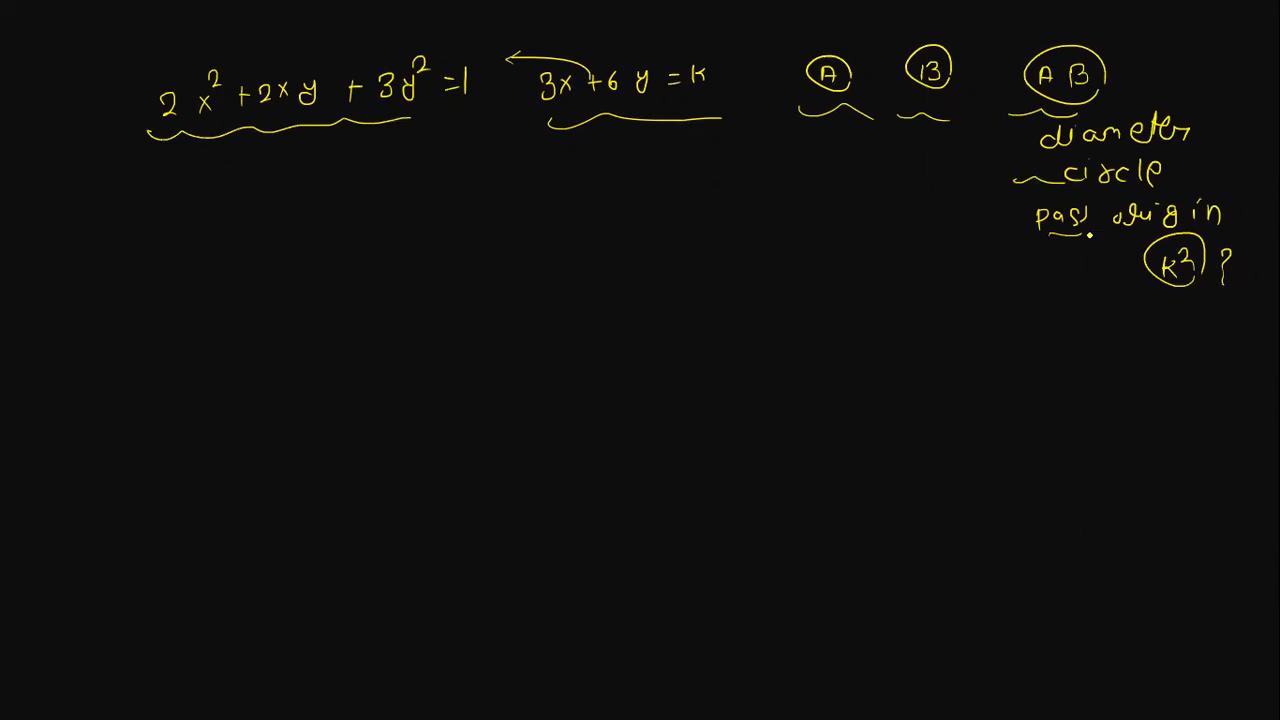 2x²+2xy+3y²=1 3x+6y=k A B AB
diameter
circle
pass origin
k² ?